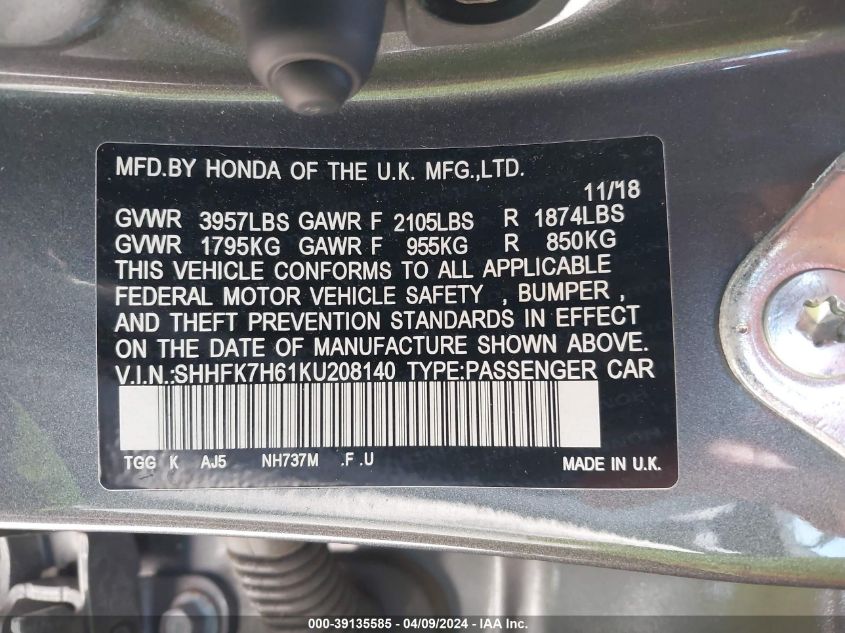 MFD.BY HONDA OF THE U.K. MFG.,LTD.
11/18
GVWR 3957LBS GAWR F 2105LBS R 1874LBS
GVWR 1795KG GAWR F 955KG R 850KG
THIS VEHICLE CONFORMS TO ALL APPLICABLE
FEDERAL MOTOR VEHICLE SAFETY , BUMPER ,
AND THEFT PREVENTION STANDARDS IN EFFECT
ON THE DATE OF MANUFACTURE SHOWN ABOVE.
V.I.N.:SHHFK7H61KU208140 TYPE:PASSENGER CAR
TGG K AJ5 NH737M .F .U MADE IN U.K.
000-39135585 - 04/09/2024 - IAA Inc.